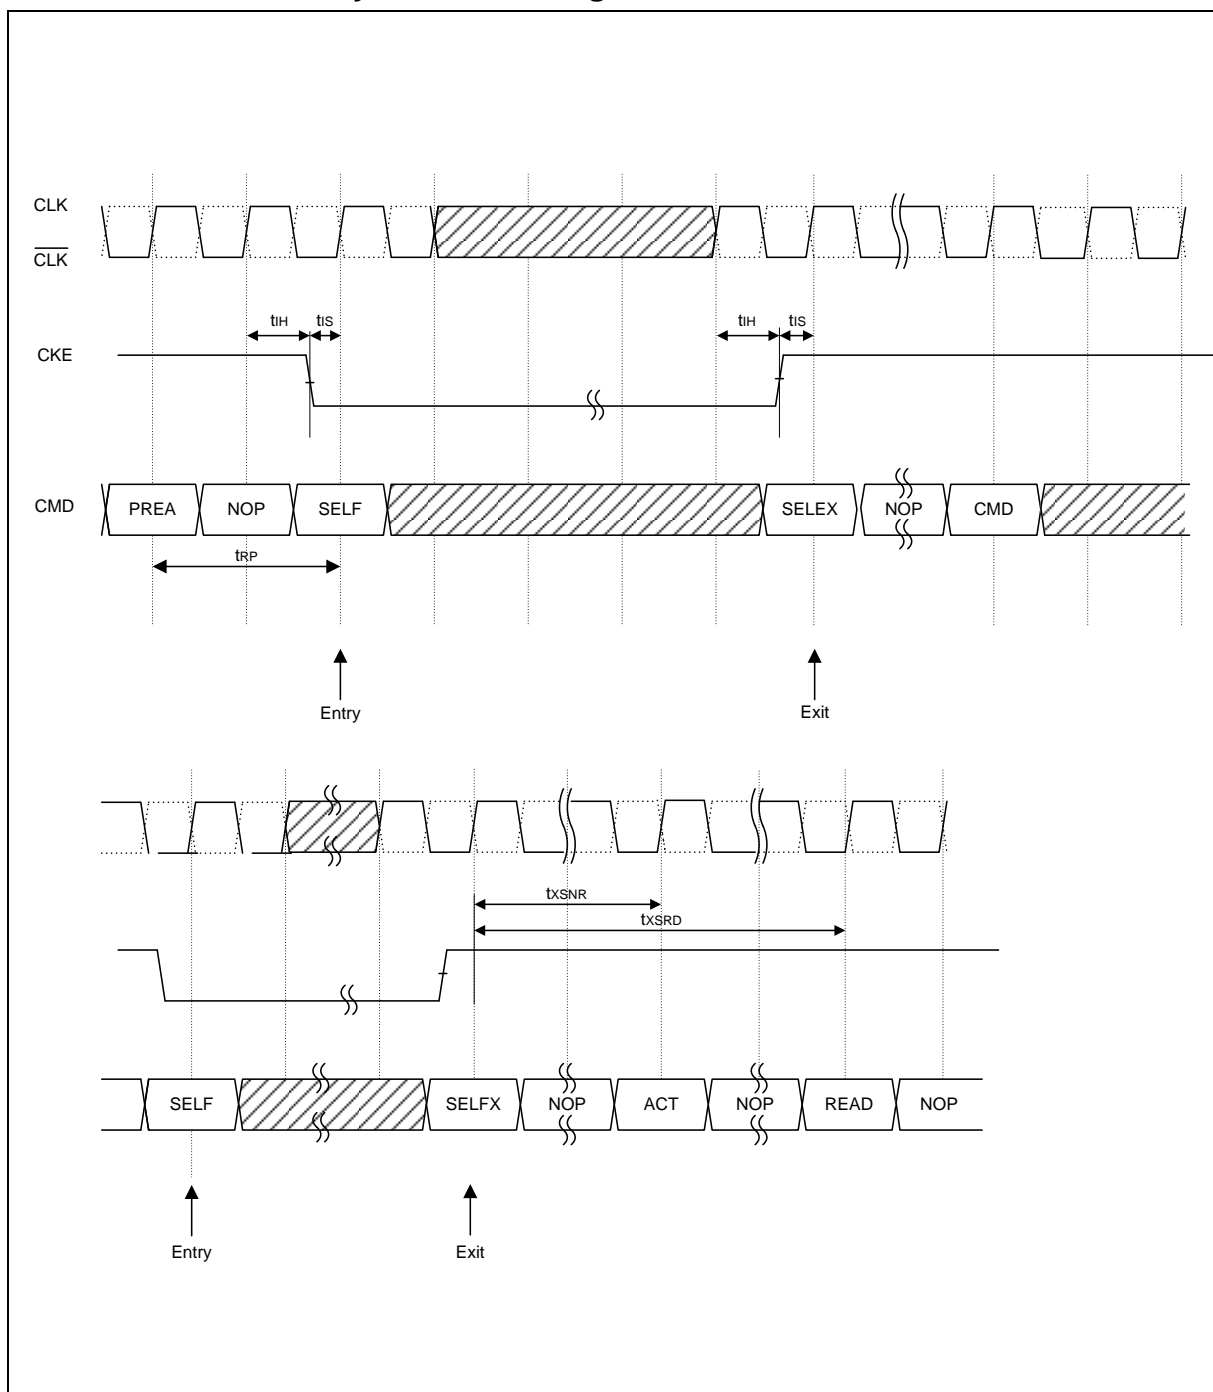 CLK
CLK
tIH tIS tIH tIS
CKE
CMD PREA NOP SELF SELEX NOP CMD
tRP
Entry Exit
tXSNR
tXSRD
SELF SELFX NOP ACT NOP READ NOP
Entry Exit